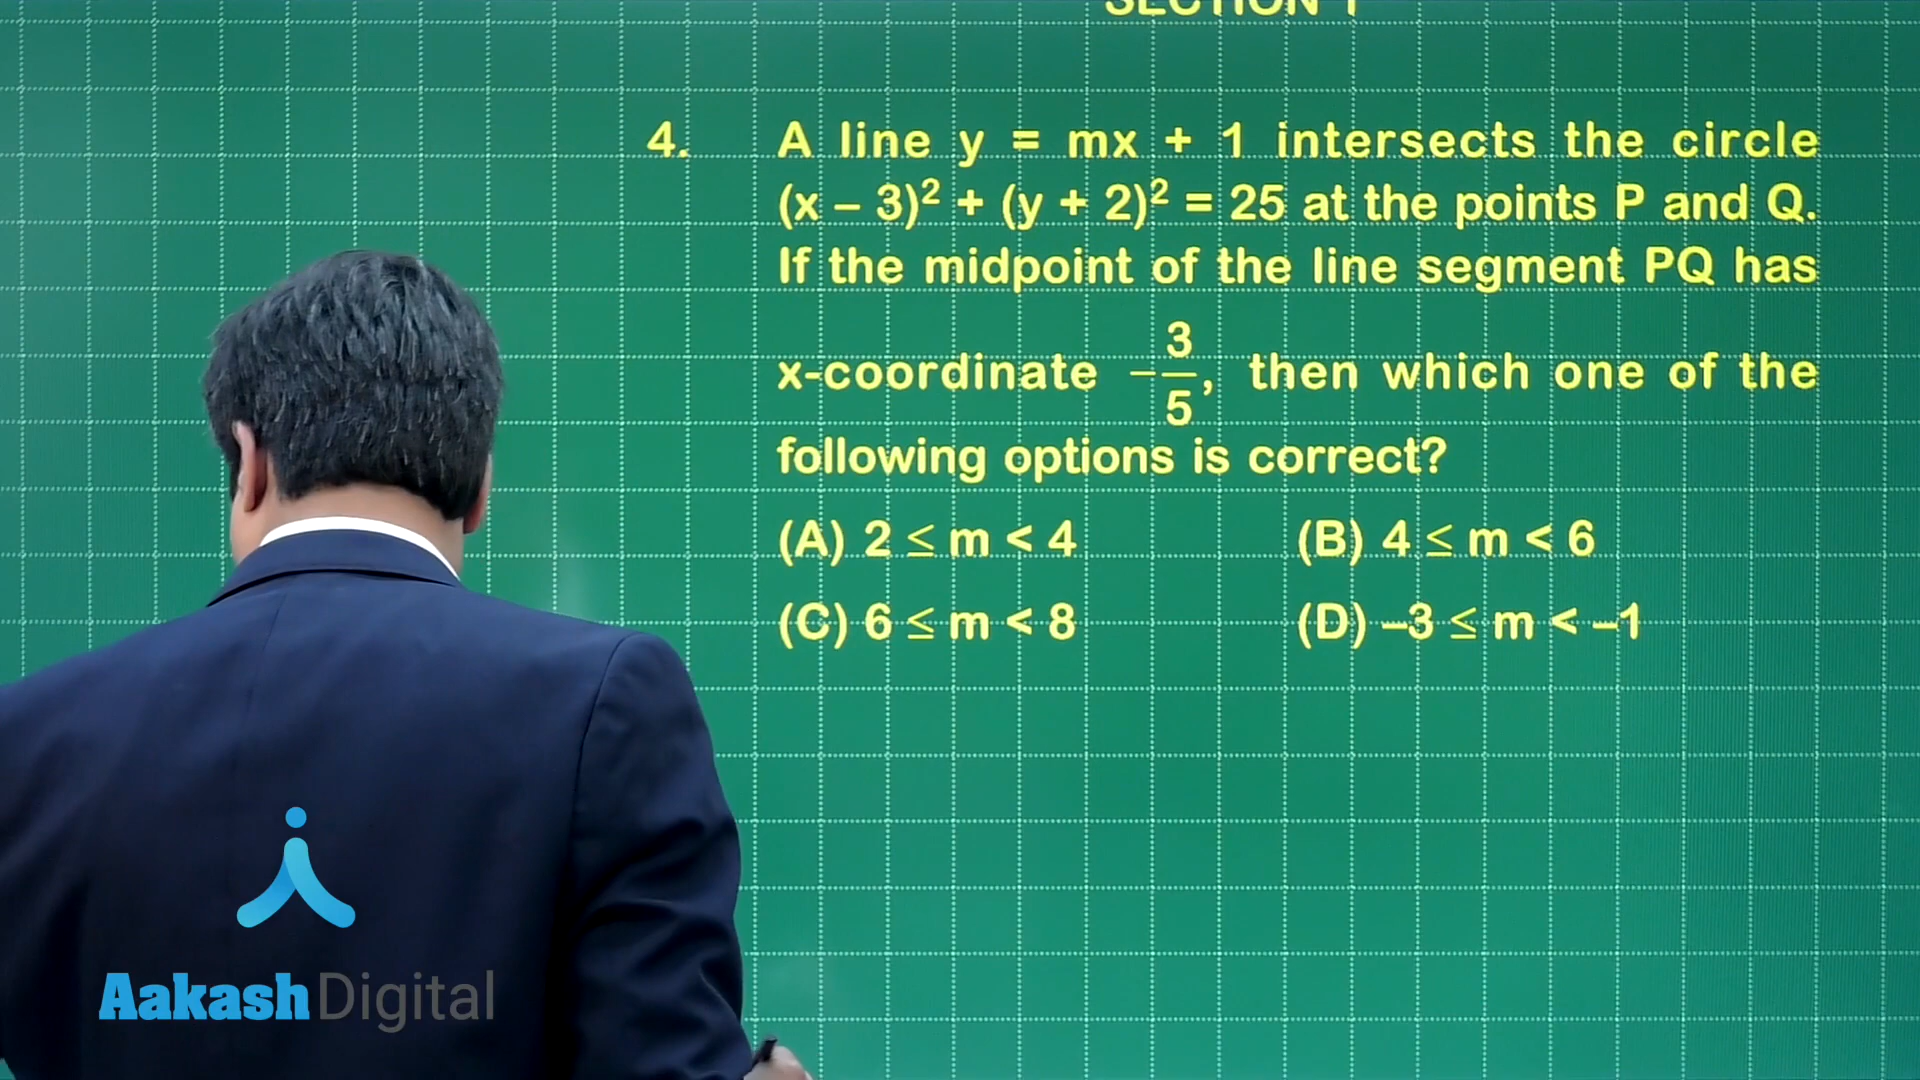 SECTION 1
4. A line y = mx + 1 intersects the circle
(x – 3)² + (y + 2)² = 25 at the points P and Q.
If the midpoint of the line segment PQ has
x-coordinate –3/5, then which one of the
following options is correct?
(A) 2 ≤ m < 4 (B) 4 ≤ m < 6
(C) 6 ≤ m < 8 (D) –3 ≤ m < –1
Aakash Digital